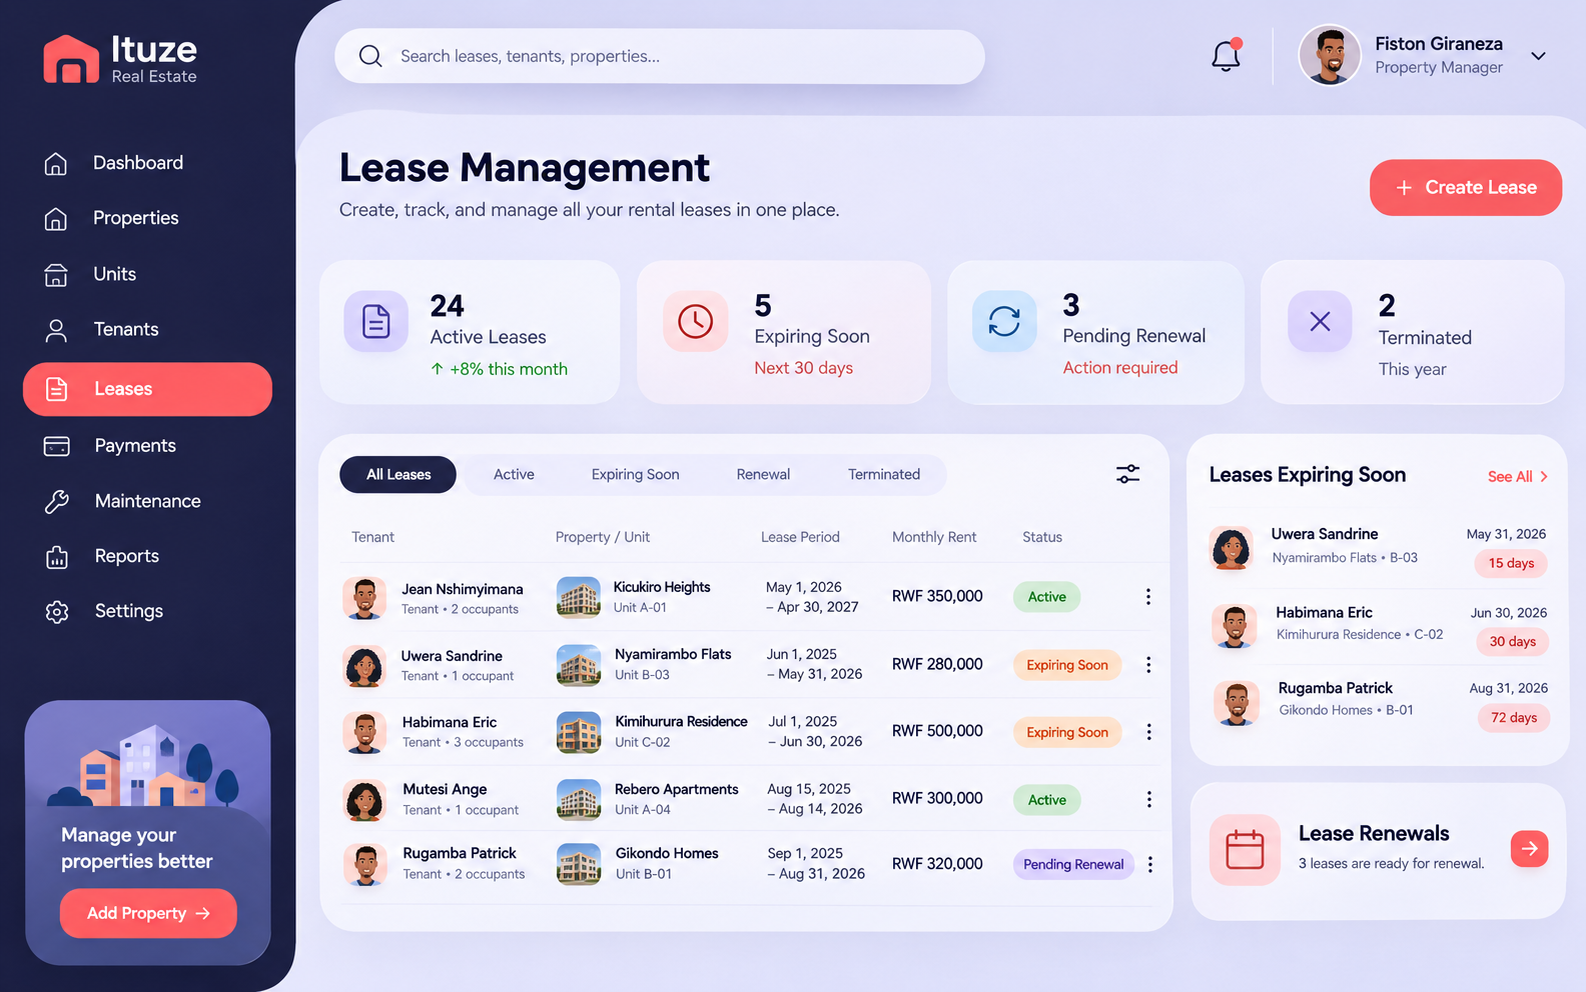 Ituze
Real Estate
Dashboard
Properties
Units
Tenants
Leases
Payments
Maintenance
Reports
Settings
Manage your
properties better
Add Property →
Search leases, tenants, properties...
Fiston Giraneza
Property Manager
Lease Management
Create, track, and manage all your rental leases in one place.
+ Create Lease
24
Active Leases
↑ +8% this month
5
Expiring Soon
Next 30 days
3
Pending Renewal
Action required
2
Terminated
This year
All Leases Active Expiring Soon Renewal Terminated
Tenant Property / Unit Lease Period Monthly Rent Status
Jean Nshimyimana
Tenant • 2 occupants
Kicukiro Heights
Unit A-01
May 1, 2026
– Apr 30, 2027
RWF 350,000
Active
Uwera Sandrine
Tenant • 1 occupant
Nyamirambo Flats
Unit B-03
Jun 1, 2025
– May 31, 2026
RWF 280,000
Expiring Soon
Habimana Eric
Tenant • 3 occupants
Kimihurura Residence
Unit C-02
Jul 1, 2025
– Jun 30, 2026
RWF 500,000
Expiring Soon
Mutesi Ange
Tenant • 1 occupant
Rebero Apartments
Unit A-04
Aug 15, 2025
– Aug 14, 2026
RWF 300,000
Active
Rugamba Patrick
Tenant • 2 occupants
Gikondo Homes
Unit B-01
Sep 1, 2025
– Aug 31, 2026
RWF 320,000
Pending Renewal
Leases Expiring Soon
See All >
Uwera Sandrine
Nyamirambo Flats • B-03
May 31, 2026
15 days
Habimana Eric
Kimihurura Residence • C-02
Jun 30, 2026
30 days
Rugamba Patrick
Gikondo Homes • B-01
Aug 31, 2026
72 days
Lease Renewals
3 leases are ready for renewal.